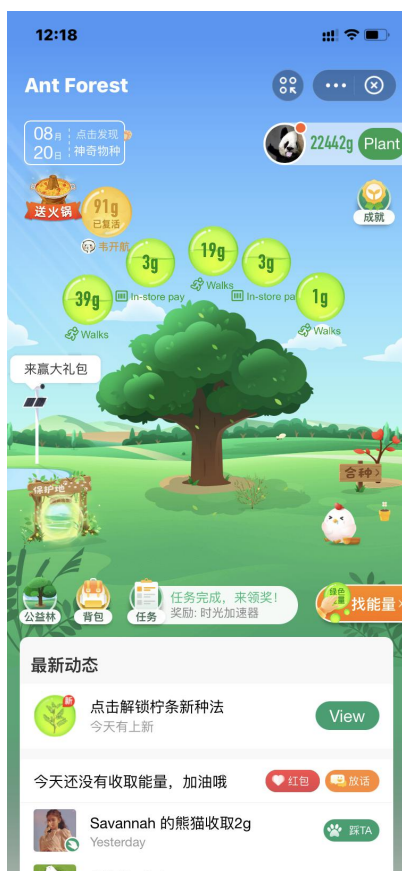 12:18
Ant Forest
08月 点击发现
20日 神奇物种
22442g Plant
送火锅
91g
已复活
韦开航
成就
19g
3g
3g
Walks
In-store pay
In-store pa
39g
1g
Walks
Walks
来赢大礼包
合种
保护地
任务完成，来领奖！
奖励: 时光加速器
绿色
能量
找能量
公益林
背包
任务
最新动态
新
点击解锁柠条新种法
今天有上新
View
今天还没有收取能量，加油哦
红包
放话
Savannah 的熊猫收取2g
Yesterday
踩TA